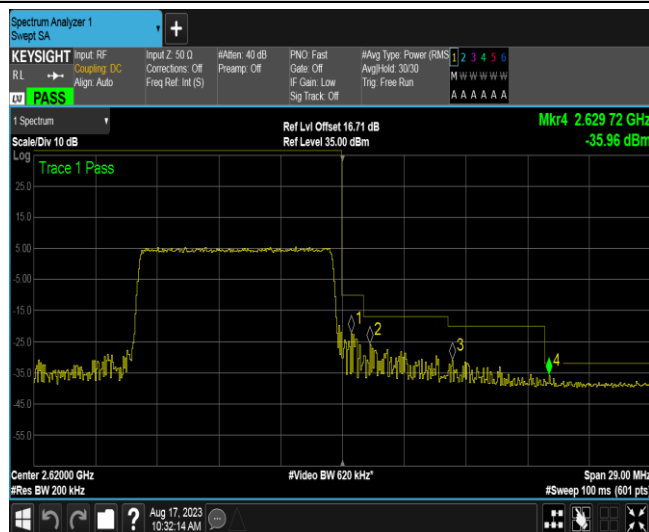 Spectrum Analyzer 1
Swept SA
+
KEYSIGHT Input: RF
RL Coupling: DC
Align: Auto
Input Z: 50 Ω
Corrections: Off
Freq Ref: Int (S)
#Atten: 40 dB
Preamp: Off
PNO: Fast
Gate: Off
IF Gain: Low
Sig Track: Off
#Avg Type: Power (RMS
Avg|Hold: 30/30
Trig: Free Run
1 2 3 4 5 6
M W W W W W
A A A A A A
LXI PASS
1 Spectrum
Scale/Div 10 dB
Ref Lvl Offset 16.71 dB
Ref Level 35.00 dBm
Mkr4 2.629 72 GHz
-35.96 dBm
Log
Trace 1 Pass
25.0
15.0
5.00
-5.00
-15.0
-25.0
-35.0
-45.0
-55.0
1
2
3
4
Center 2.62000 GHz
#Res BW 200 kHz
#Video BW 620 kHz*
Span 29.00 MHz
#Sweep 100 ms (601 pts)
?
Aug 17, 2023
10:32:14 AM